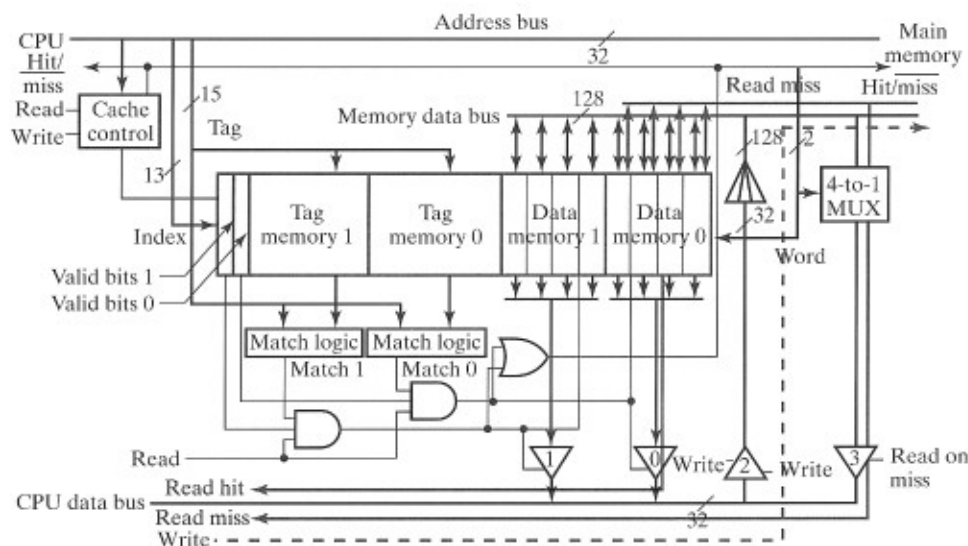 Address bus
CPU
32
Main
memory
Hit/
miss
Read miss
Hit/miss
15
Read
Cache
control
Write
128
Memory data bus
Tag
128
2
13
4-to-1
MUX
Tag
memory 1
Tag
memory 0
Data
memory 1
Data
memory 0
32
Index
Word
Valid bits 1
Valid bits 0
Match logic
Match logic
Match 1
Match 0
Read
1
0
Write
2
Write
3
Read on
miss
Read hit
CPU data bus
32
Read miss
Write